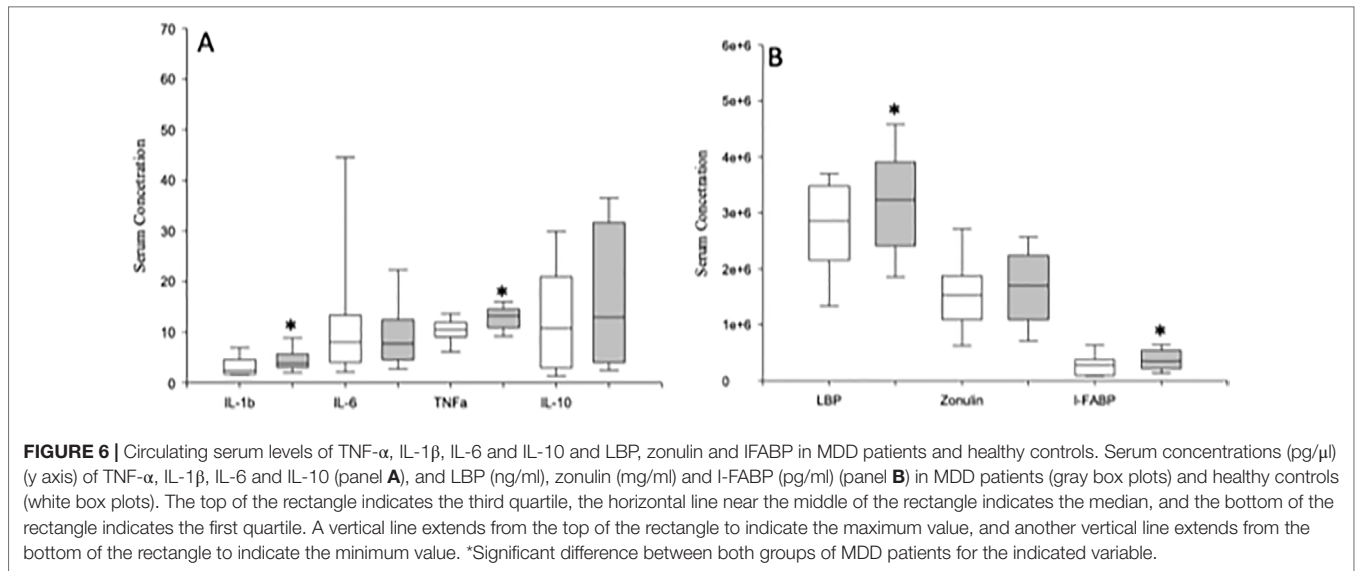 A
70
60
50
40
30
20
10
0
Serum Concetration
IL-1b
IL-6
TNFa
IL-10
*
*
B
6e+6
5e+6
4e+6
3e+6
2e+6
1e+6
0
Serum Concetration
LBP
Zonulin
I-FABP
*
*
FIGURE 6 | Circulating serum levels of TNF-α, IL-1β, IL-6 and IL-10 and LBP, zonulin and IFABP in MDD patients and healthy controls. Serum concentrations (pg/μl)
(y axis) of TNF-α, IL-1β, IL-6 and IL-10 (panel A), and LBP (ng/ml), zonulin (mg/ml) and I-FABP (pg/ml) (panel B) in MDD patients (gray box plots) and healthy controls
(white box plots). The top of the rectangle indicates the third quartile, the horizontal line near the middle of the rectangle indicates the median, and the bottom of the
rectangle indicates the first quartile. A vertical line extends from the top of the rectangle to indicate the maximum value, and another vertical line extends from the
bottom of the rectangle to indicate the minimum value. *Significant difference between both groups of MDD patients for the indicated variable.